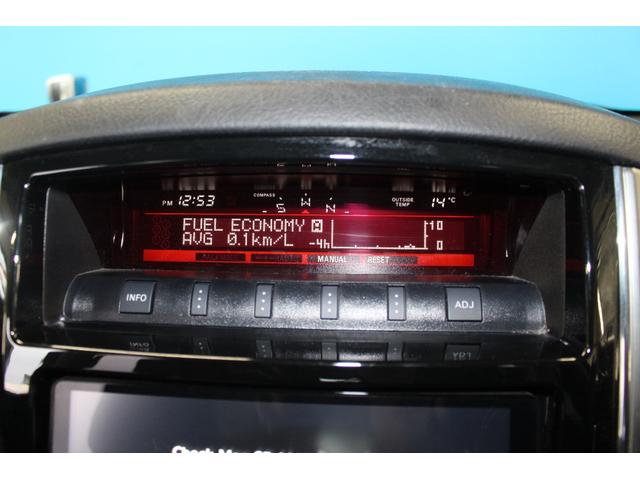 PM 12:53 COMPASS S W N OUTSIDE TEMP 14°C
FUEL ECONOMY A 10
AVG 0.1km/L -4h 0
MANUAL RESET
INFO ADJ